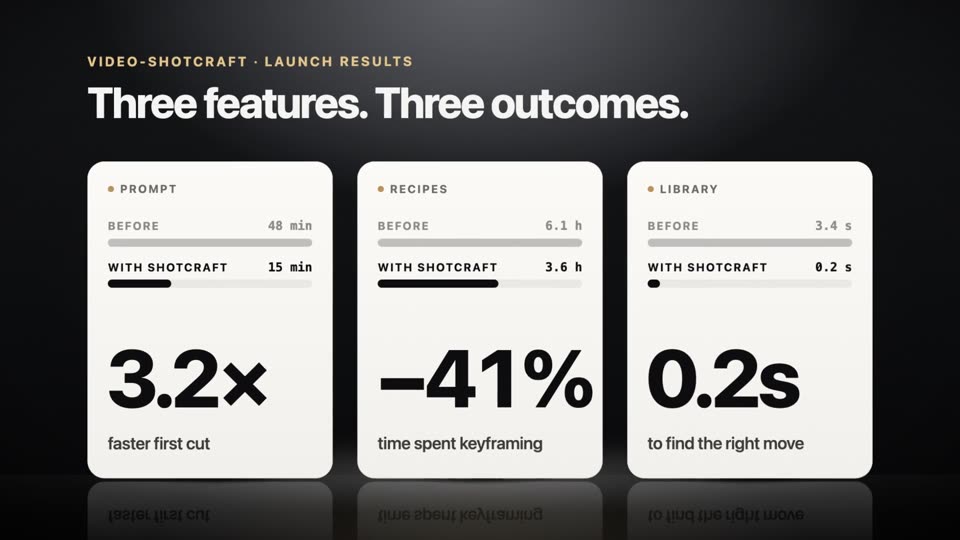 VIDEO-SHOTCRAFT · LAUNCH RESULTS
Three features. Three outcomes.
PROMPT
BEFORE 48 min
WITH SHOTCRAFT 15 min
3.2×
faster first cut
RECIPES
BEFORE 6.1 h
WITH SHOTCRAFT 3.6 h
–41%
time spent keyframing
LIBRARY
BEFORE 3.4 s
WITH SHOTCRAFT 0.2 s
0.2s
to find the right move